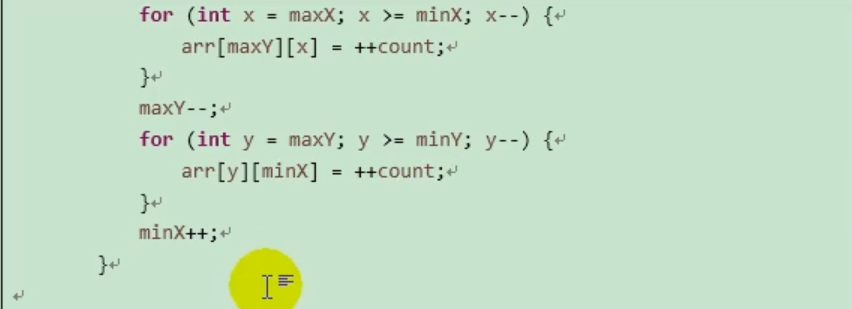 for (int x = maxX; x >= minX; x--) {
arr[maxY][x] = ++count;
}
maxY--;
for (int y = maxY; y >= minY; y--) {
arr[y][minX] = ++count;
}
minX++;
}